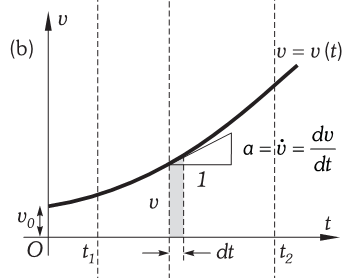 (b)
v
v = v (t)
a = v̇ = dv/dt
1
v₀
v
t
O
t₁
dt
t₂